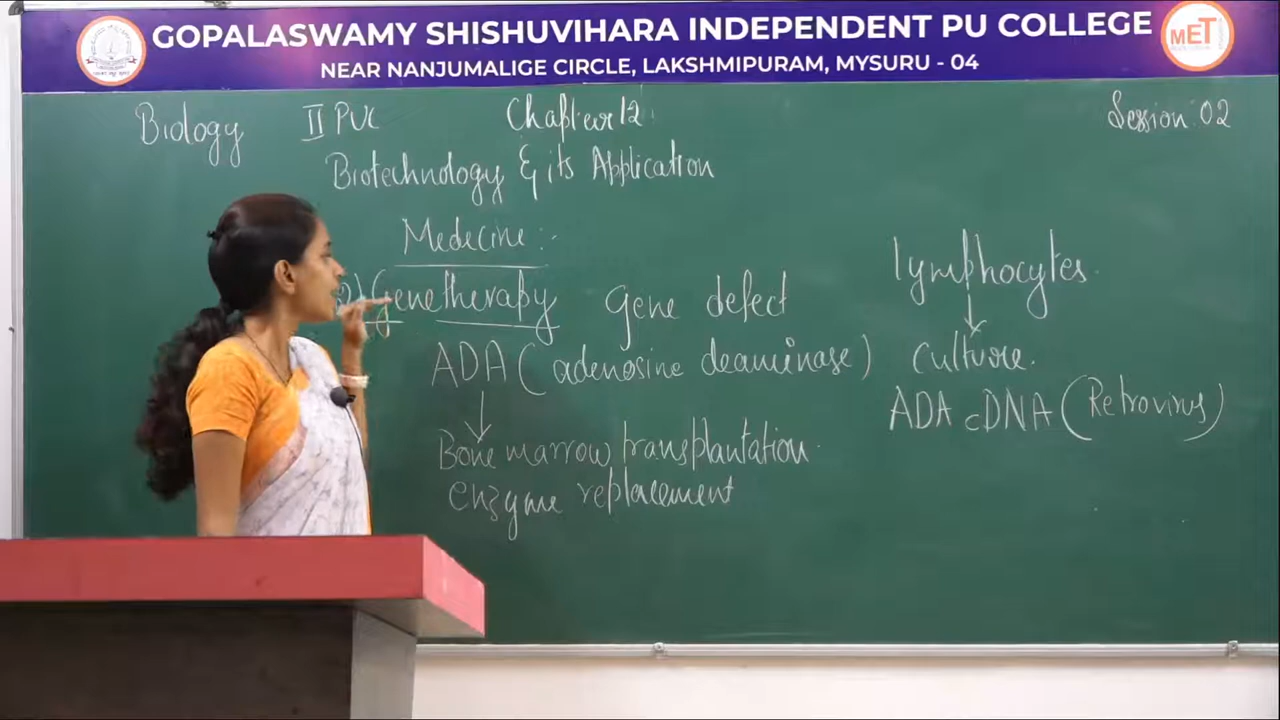 GOPALASWAMY SHISHUVIHARA INDEPENDENT PU COLLEGE
NEAR NANJUMALIGE CIRCLE, LAKSHMIPURAM, MYSURU - 04
MET
Biology II PUC Chapter 12 Session: 02
Biotechnology & its Application
Medecine :-
2) Genetherapy Gene defect
ADA (adenosine deaminase)
Bone marrow transplantation.
enzyme replacement
lymphocytes.
culture.
ADA cDNA (Retrovirus)